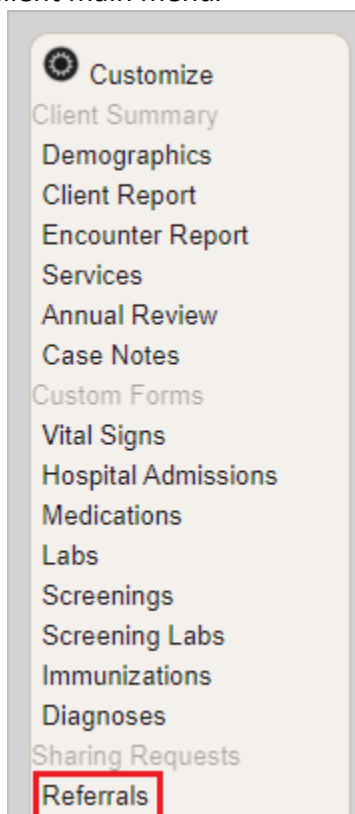 Customize
Client Summary
Demographics
Client Report
Encounter Report
Services
Annual Review
Case Notes
Custom Forms
Vital Signs
Hospital Admissions
Medications
Labs
Screenings
Screening Labs
Immunizations
Diagnoses
Sharing Requests
Referrals